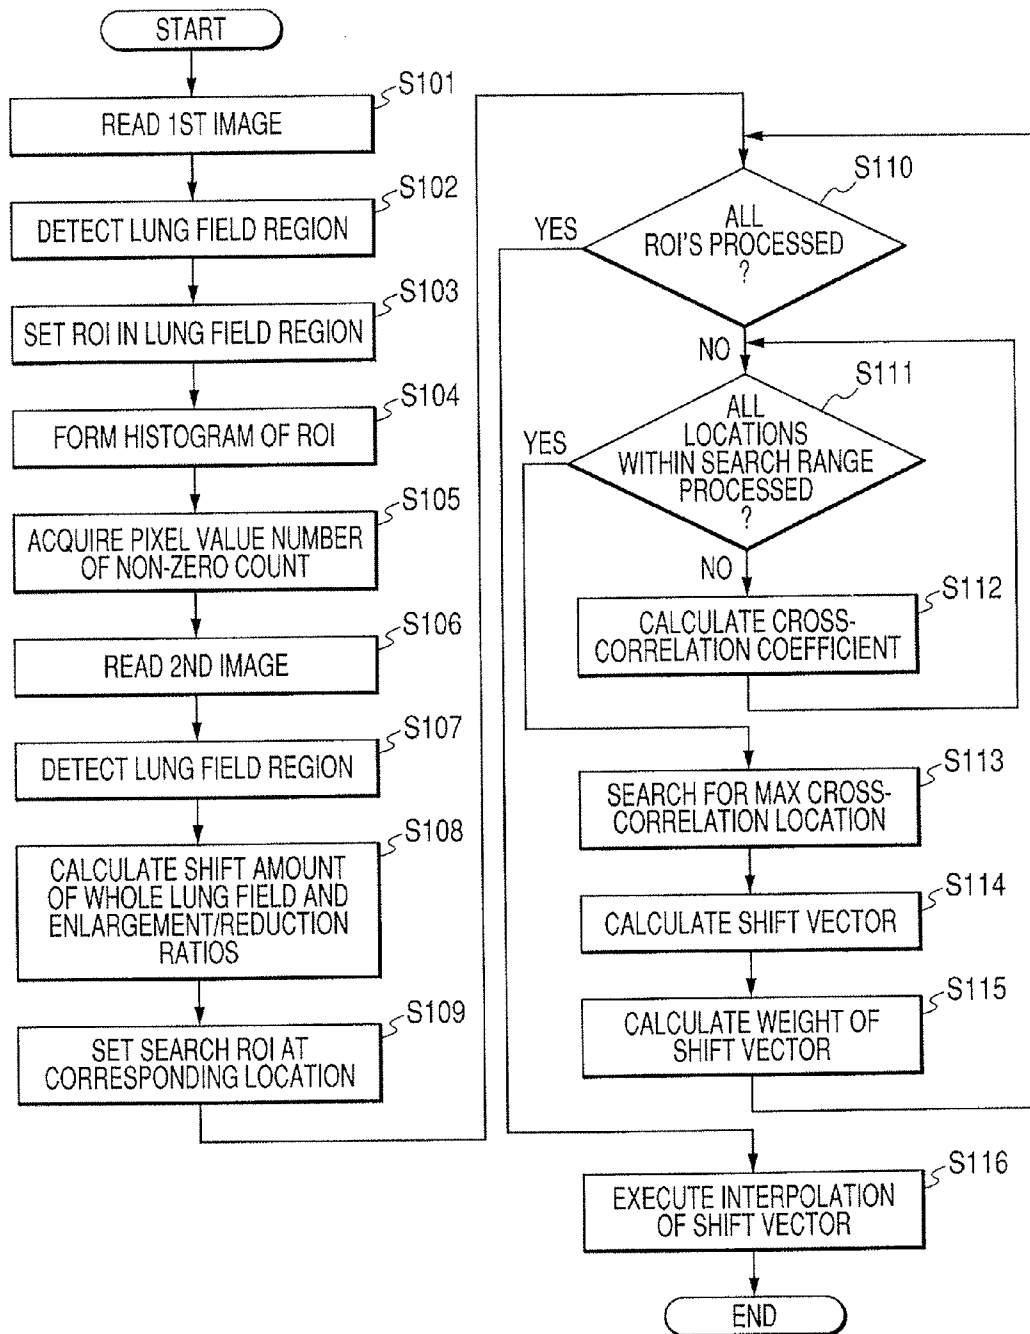 START
S101
READ 1ST IMAGE
S102
DETECT LUNG FIELD REGION
S103
SET ROI IN LUNG FIELD REGION
S104
FORM HISTOGRAM OF ROI
S105
ACQUIRE PIXEL VALUE NUMBER
OF NON-ZERO COUNT
S106
READ 2ND IMAGE
S107
DETECT LUNG FIELD REGION
S108
CALCULATE SHIFT AMOUNT
OF WHOLE LUNG FIELD AND
ENLARGEMENT/REDUCTION
RATIOS
S109
SET SEARCH ROI AT
CORRESPONDING LOCATION
S110
ALL
ROI'S PROCESSED
?
YES
NO
S111
ALL
LOCATIONS
WITHIN SEARCH RANGE
PROCESSED
?
YES
NO
S112
CALCULATE CROSS-
CORRELATION COEFFICIENT
S113
SEARCH FOR MAX CROSS-
CORRELATION LOCATION
S114
CALCULATE SHIFT VECTOR
S115
CALCULATE WEIGHT OF
SHIFT VECTOR
S116
EXECUTE INTERPOLATION
OF SHIFT VECTOR
END